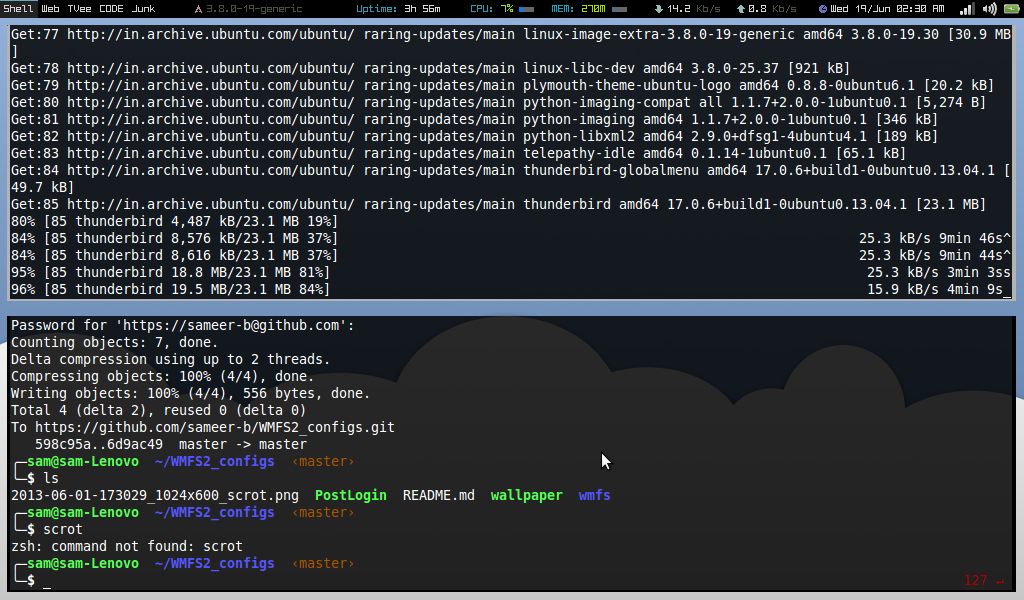 Shell Web TVee CODE Junk 3.8.0-19-generic Uptime: 3h 56m CPU: 7% MEM: 270M 14.2 Kb/s 0.8 Kb/s Wed 19/Jun 02:30 AM
Get:77 http://in.archive.ubuntu.com/ubuntu/ raring-updates/main linux-image-extra-3.8.0-19-generic amd64 3.8.0-19.30 [30.9 MB
]
Get:78 http://in.archive.ubuntu.com/ubuntu/ raring-updates/main linux-libc-dev amd64 3.8.0-25.37 [921 kB]
Get:79 http://in.archive.ubuntu.com/ubuntu/ raring-updates/main plymouth-theme-ubuntu-logo amd64 0.8.8-0ubuntu6.1 [20.2 kB]
Get:80 http://in.archive.ubuntu.com/ubuntu/ raring-updates/main python-imaging-compat all 1.1.7+2.0.0-1ubuntu0.1 [5,274 B]
Get:81 http://in.archive.ubuntu.com/ubuntu/ raring-updates/main python-imaging amd64 1.1.7+2.0.0-1ubuntu0.1 [346 kB]
Get:82 http://in.archive.ubuntu.com/ubuntu/ raring-updates/main python-libxml2 amd64 2.9.0+dfsg1-4ubuntu4.1 [189 kB]
Get:83 http://in.archive.ubuntu.com/ubuntu/ raring-updates/main telepathy-idle amd64 0.1.14-1ubuntu0.1 [65.1 kB]
Get:84 http://in.archive.ubuntu.com/ubuntu/ raring-updates/main thunderbird-globalmenu amd64 17.0.6+build1-0ubuntu0.13.04.1 [
49.7 kB]
Get:85 http://in.archive.ubuntu.com/ubuntu/ raring-updates/main thunderbird amd64 17.0.6+build1-0ubuntu0.13.04.1 [23.1 MB]
80% [85 thunderbird 4,487 kB/23.1 MB 19%]
84% [85 thunderbird 8,576 kB/23.1 MB 37%] 25.3 kB/s 9min 46s^
84% [85 thunderbird 8,616 kB/23.1 MB 37%] 25.3 kB/s 9min 44s^
95% [85 thunderbird 18.8 MB/23.1 MB 81%] 25.3 kB/s 3min 3ss
96% [85 thunderbird 19.5 MB/23.1 MB 84%] 15.9 kB/s 4min 9s_
Password for 'https://sameer-b@github.com':
Counting objects: 7, done.
Delta compression using up to 2 threads.
Compressing objects: 100% (4/4), done.
Writing objects: 100% (4/4), 556 bytes, done.
Total 4 (delta 2), reused 0 (delta 0)
To https://github.com/sameer-b/WMFS2_configs.git
598c95a..6d9ac49 master -> master
╭─sam@sam-Lenovo ~/WMFS2_configs ‹master›
╰─$ ls
2013-06-01-173029_1024x600_scrot.png PostLogin README.md wallpaper wmfs
╭─sam@sam-Lenovo ~/WMFS2_configs ‹master›
╰─$ scrot
zsh: command not found: scrot
╭─sam@sam-Lenovo ~/WMFS2_configs ‹master›
╰─$ _ 127 ↵